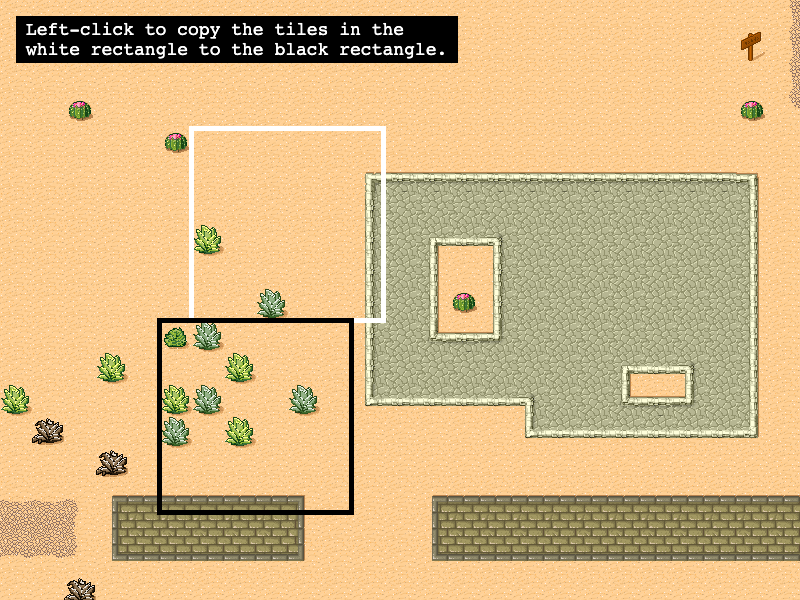 Left-click to copy the tiles in the
white rectangle to the black rectangle.